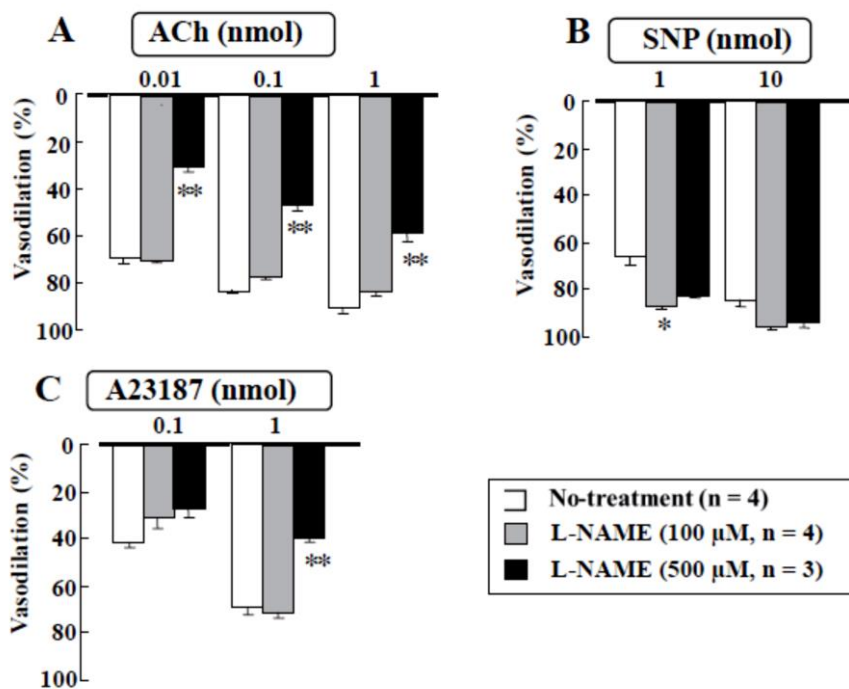 A
ACh (nmol)
0.01 0.1 1
0
20
40
60
80
100
Vasodilation (%)
**
**
**
B
SNP (nmol)
1 10
0
20
40
60
80
100
Vasodilation (%)
*
C
A23187 (nmol)
0.1 1
0
20
40
60
80
100
Vasodilation (%)
**
No-treatment (n = 4)
L-NAME (100 µM, n = 4)
L-NAME (500 µM, n = 3)